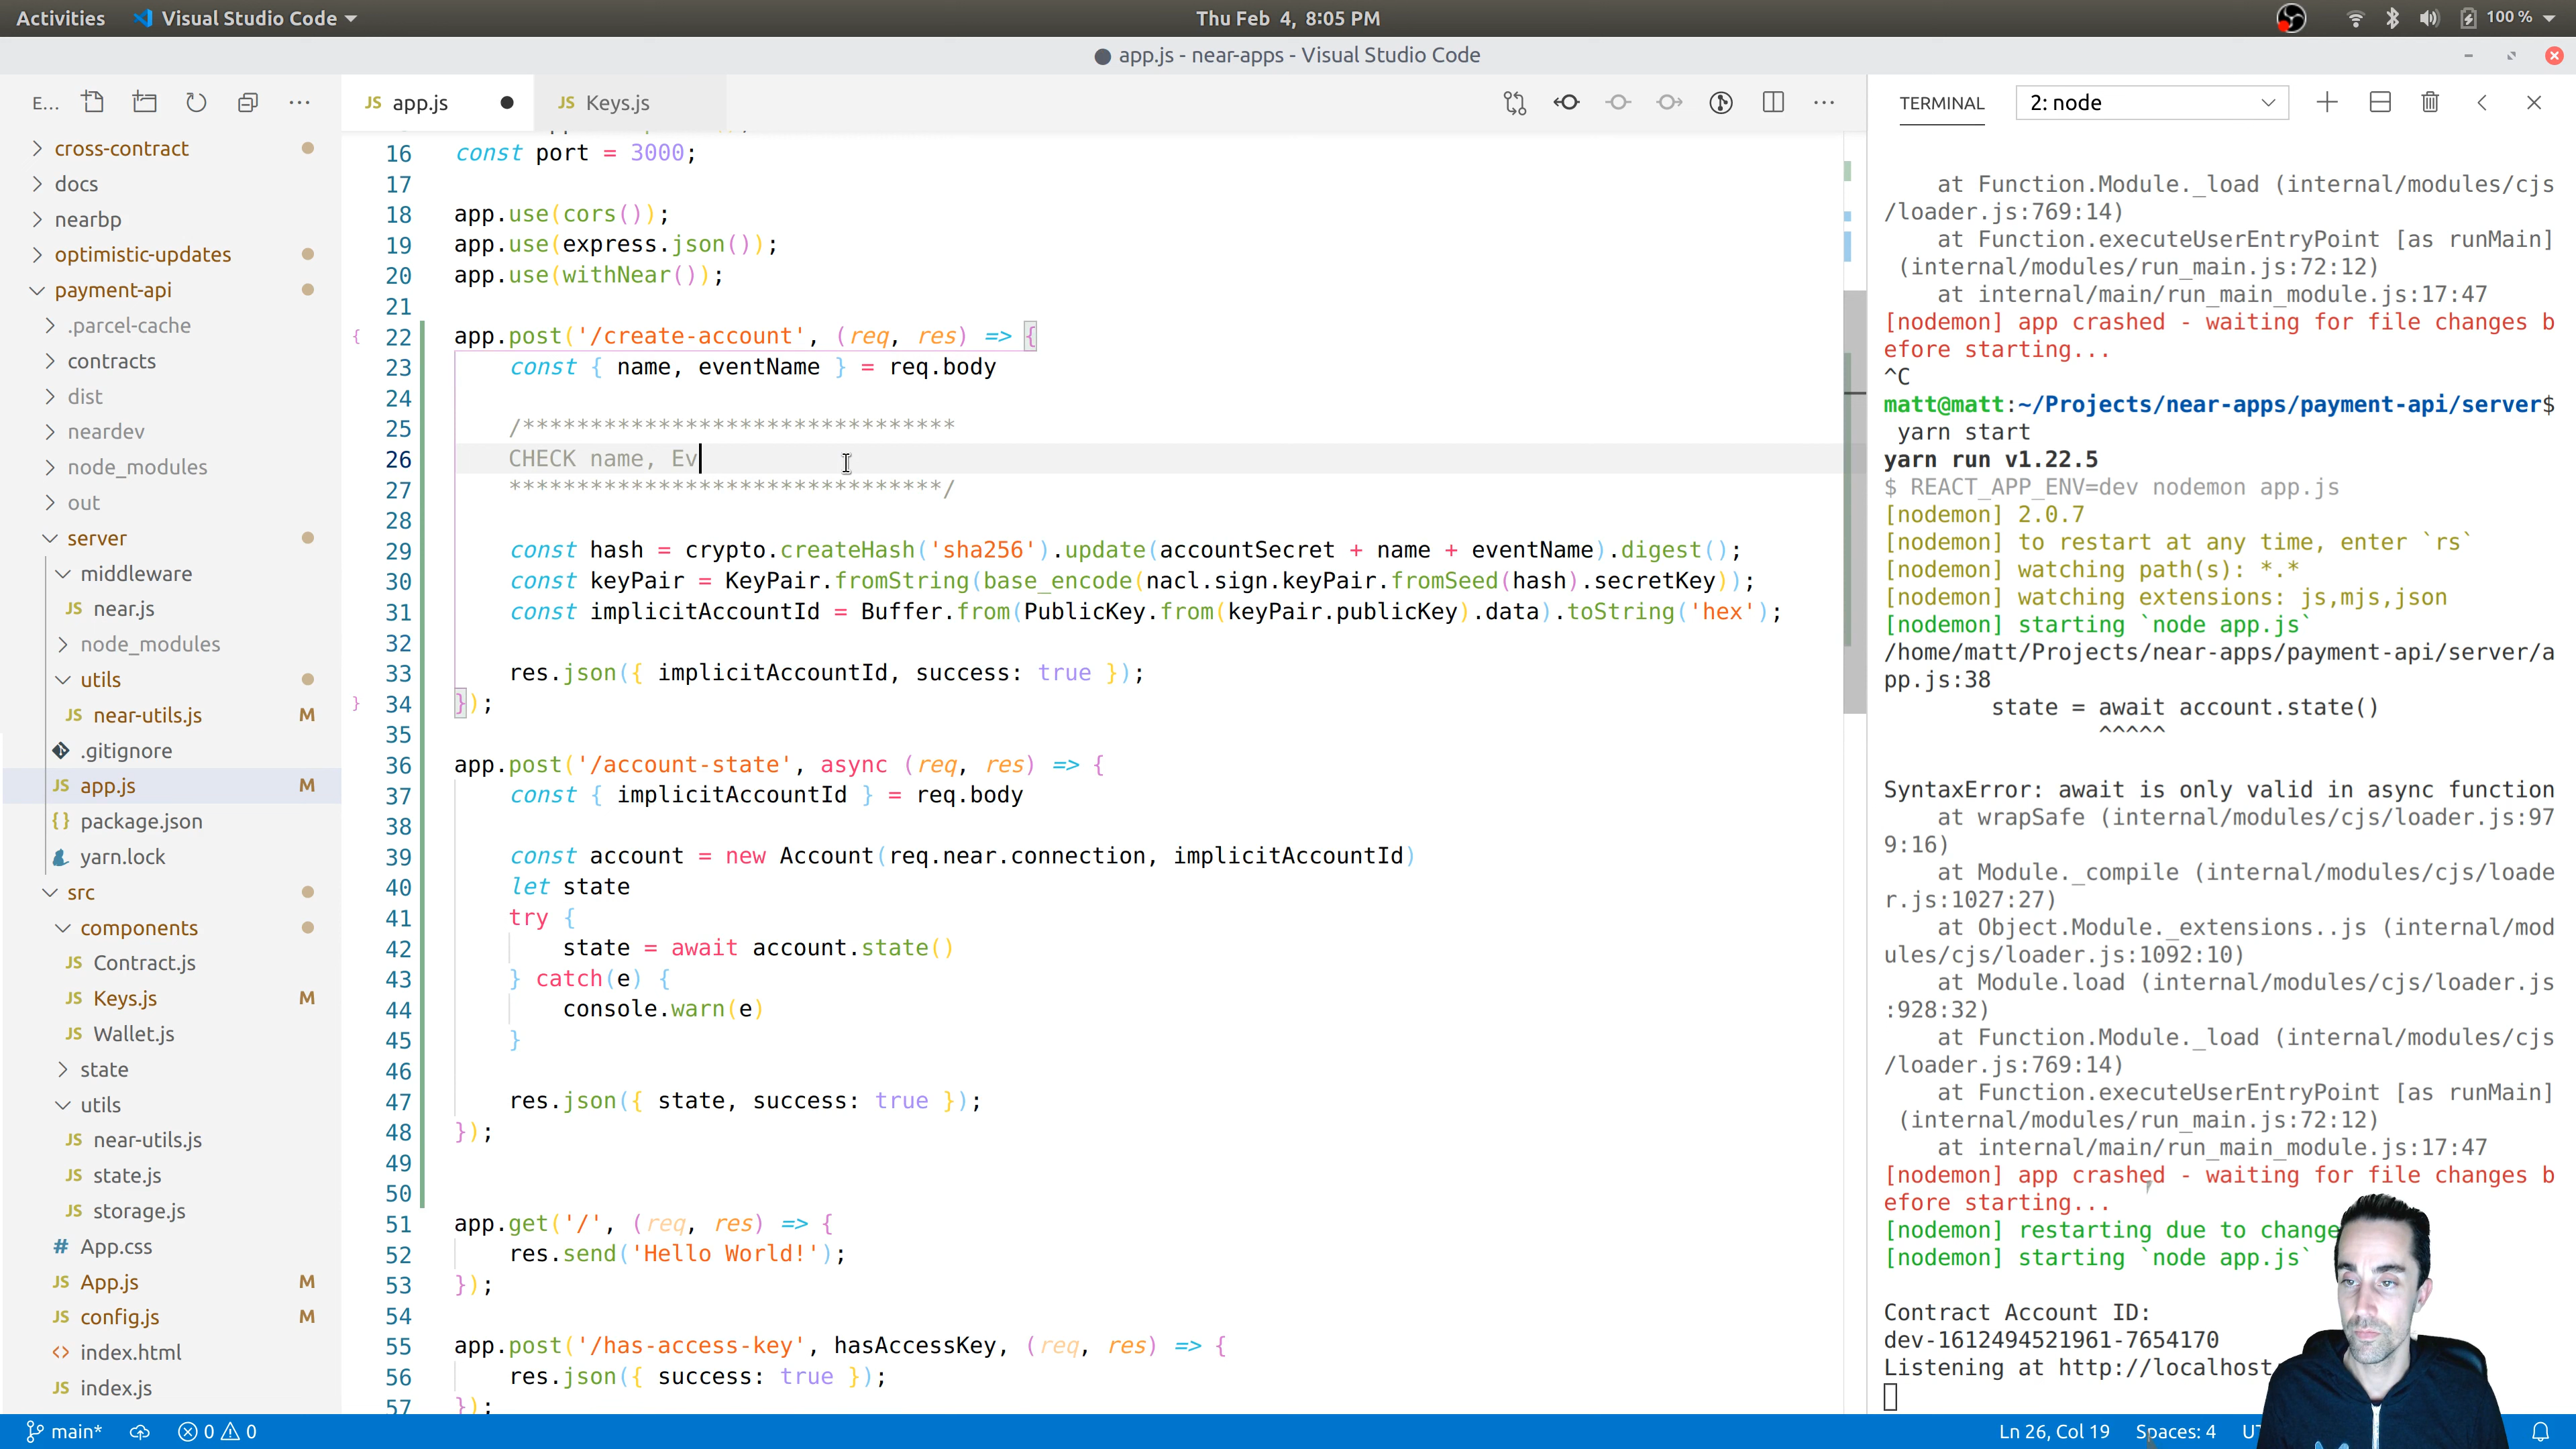 Activities
Visual Studio Code
Thu Feb 4, 8:05 PM
100 %
app.js - near-apps - Visual Studio Code
E...
JS app.js
JS Keys.js
TERMINAL
2: node
cross-contract
docs
nearbp
optimistic-updates
payment-api
.parcel-cache
contracts
dist
neardev
node_modules
out
server
middleware
JS near.js
node_modules
utils
JS near-utils.js M
.gitignore
JS app.js M
{} package.json
yarn.lock
src
components
JS Contract.js
JS Keys.js M
JS Wallet.js
state
utils
JS near-utils.js
JS state.js
JS storage.js
# App.css
JS App.js M
JS config.js M
<> index.html
JS index.js
16 const port = 3000;
17
18 app.use(cors());
19 app.use(express.json());
20 app.use(withNear());
21
{ 22 app.post('/create-account', (req, res) => {
23 const { name, eventName } = req.body
24
25 /********************************
26 CHECK name, Ev
27 ********************************/
28
29 const hash = crypto.createHash('sha256').update(accountSecret + name + eventName).digest();
30 const keyPair = KeyPair.fromString(base_encode(nacl.sign.keyPair.fromSeed(hash).secretKey));
31 const implicitAccountId = Buffer.from(PublicKey.from(keyPair.publicKey).data).toString('hex');
32
33 res.json({ implicitAccountId, success: true });
} 34 });
35
36 app.post('/account-state', async (req, res) => {
37 const { implicitAccountId } = req.body
38
39 const account = new Account(req.near.connection, implicitAccountId)
40 let state
41 try {
42 state = await account.state()
43 } catch(e) {
44 console.warn(e)
45 }
46
47 res.json({ state, success: true });
48 });
49
50
51 app.get('/', (req, res) => {
52 res.send('Hello World!');
53 });
54
55 app.post('/has-access-key', hasAccessKey, (req, res) => {
56 res.json({ success: true });
57 });
at Function.Module._load (internal/modules/cjs
/loader.js:769:14)
at Function.executeUserEntryPoint [as runMain]
(internal/modules/run_main.js:72:12)
at internal/main/run_main_module.js:17:47
[nodemon] app crashed - waiting for file changes b
efore starting...
^C
matt@matt:~/Projects/near-apps/payment-api/server$
yarn start
yarn run v1.22.5
$ REACT_APP_ENV=dev nodemon app.js
[nodemon] 2.0.7
[nodemon] to restart at any time, enter `rs`
[nodemon] watching path(s): *.*
[nodemon] watching extensions: js,mjs,json
[nodemon] starting `node app.js`
/home/matt/Projects/near-apps/payment-api/server/a
pp.js:38
state = await account.state()
^^^^^
SyntaxError: await is only valid in async function
at wrapSafe (internal/modules/cjs/loader.js:97
9:16)
at Module._compile (internal/modules/cjs/loade
r.js:1027:27)
at Object.Module._extensions..js (internal/mod
ules/cjs/loader.js:1092:10)
at Module.load (internal/modules/cjs/loader.js
:928:32)
at Function.Module._load (internal/modules/cjs
/loader.js:769:14)
at Function.executeUserEntryPoint [as runMain]
(internal/modules/run_main.js:72:12)
at internal/main/run_main_module.js:17:47
[nodemon] app crashed - waiting for file changes b
efore starting...
[nodemon] restarting due to change
[nodemon] starting `node app.js`
Contract Account ID:
dev-1612494521961-7654170
Listening at http://localhost
main*
0
0
Ln 26, Col 19
Spaces: 4